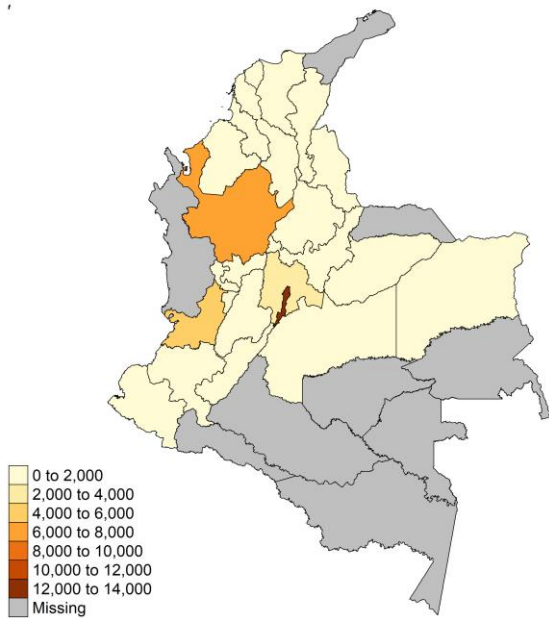 ,
0 to 2,000
2,000 to 4,000
4,000 to 6,000
6,000 to 8,000
8,000 to 10,000
10,000 to 12,000
12,000 to 14,000
Missing